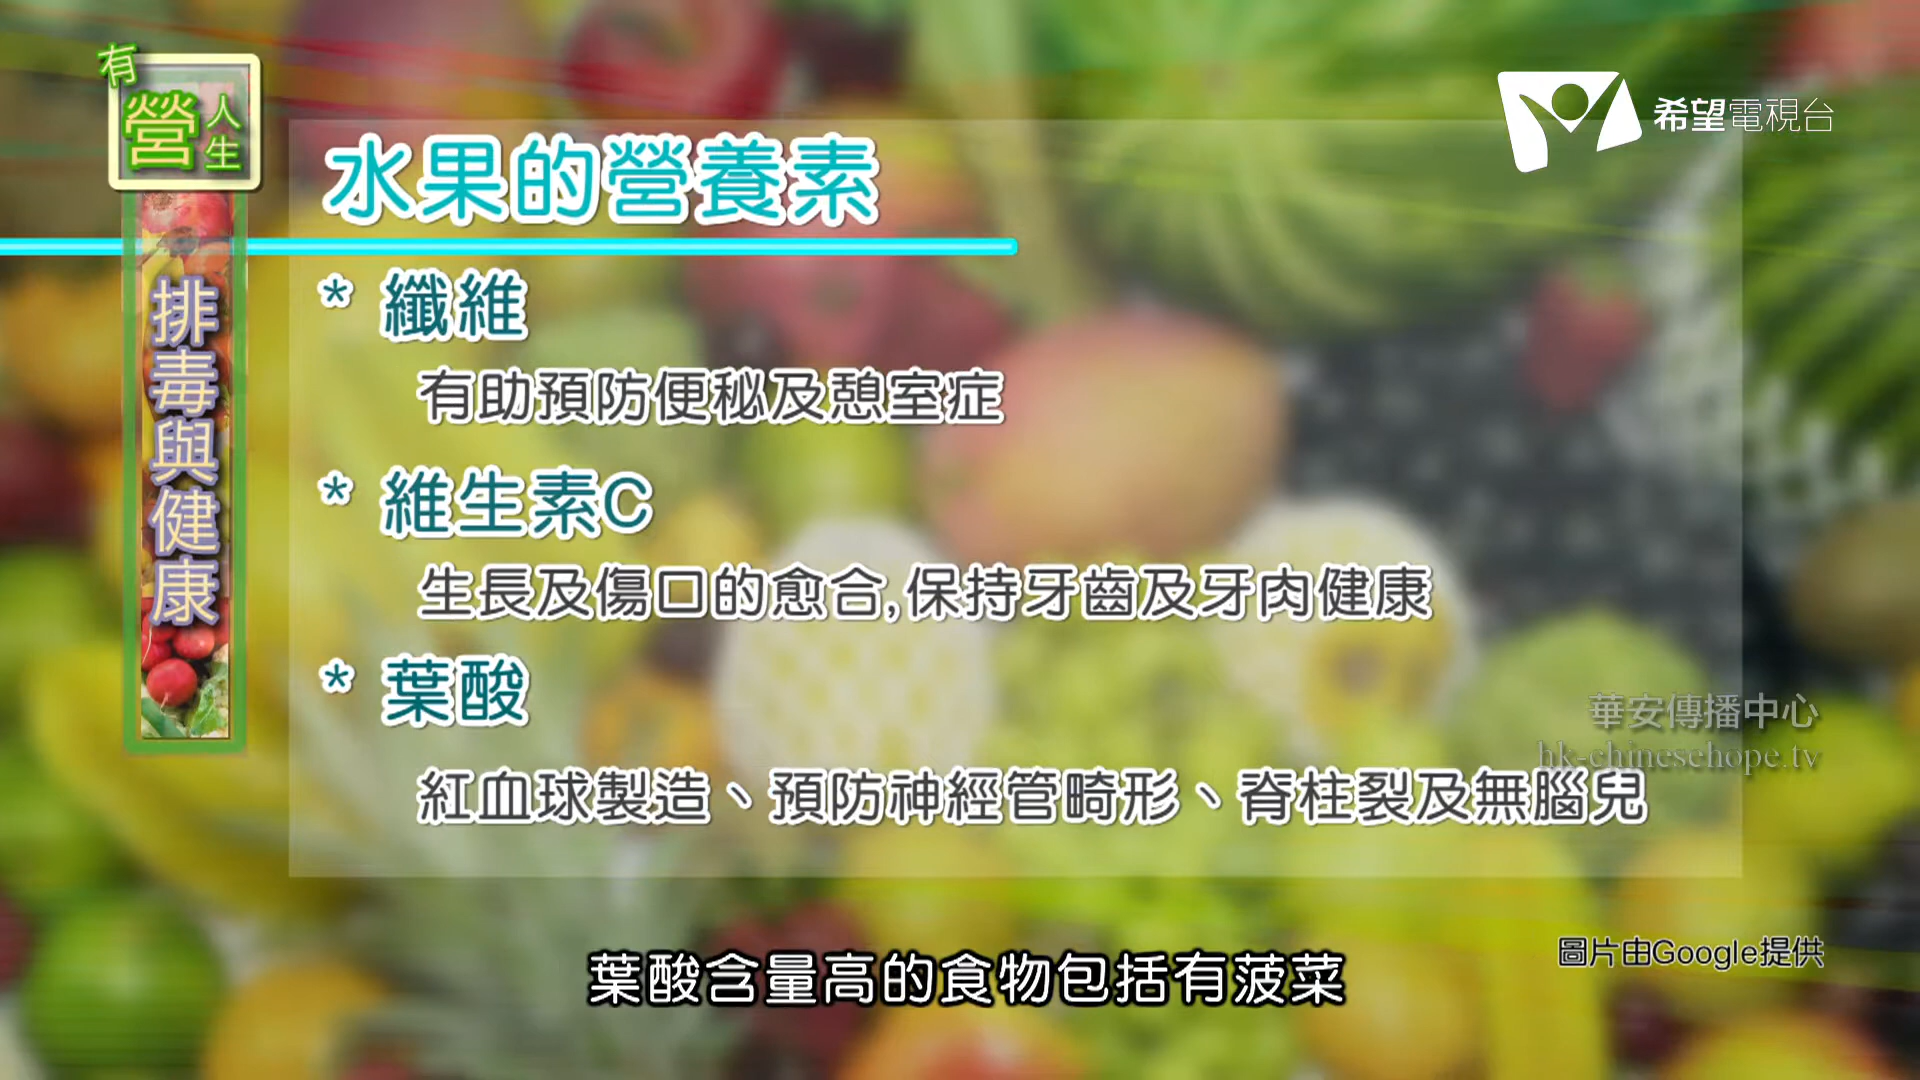 有營人生
希望電視台
水果的營養素
排毒與健康
* 纖維
有助預防便秘及憩室症
* 維生素C
生長及傷口的愈合,保持牙齒及牙肉健康
* 葉酸
華安傳播中心
hk-chinesehope.tv
紅血球製造、預防神經管畸形、脊柱裂及無腦兒
圖片由Google提供
葉酸含量高的食物包括有菠菜